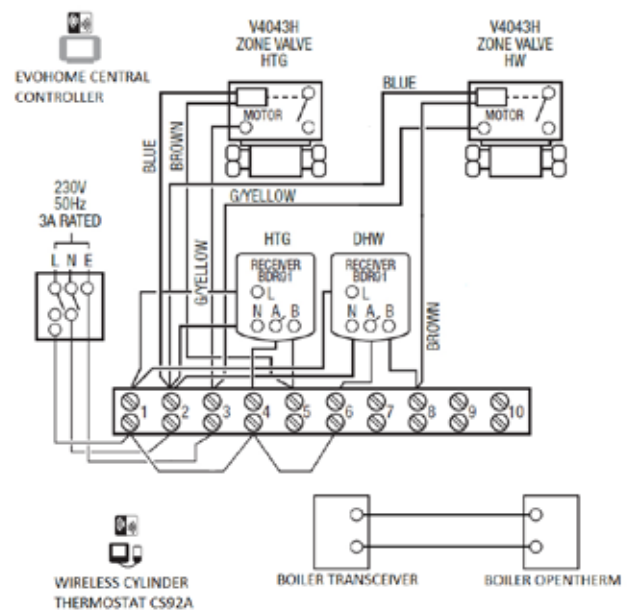 EVOHOME CENTRAL
CONTROLLER
V4043H
ZONE VALVE
HTG
V4043H
ZONE VALVE
HW
MOTOR
MOTOR
BLUE
BLUE
BROWN
G/YELLOW
G/YELLOW
230V
50Hz
3A RATED
L N E
HTG
DHW
RECEIVER
BDR91
L
N A B
RECEIVER
BDR91
L
N A B
BROWN
1 2 3 4 5 6 7 8 9 10
WIRELESS CYLINDER
THERMOSTAT CS92A
BOILER TRANSCEIVER
BOILER OPENTHERM